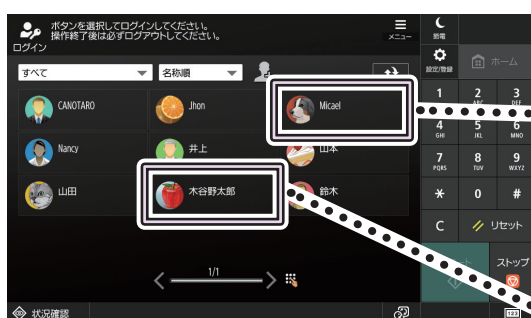 ボタンを選択してログインしてください。
操作終了後は必ずログアウトしてください。
メニュー
ログイン
すべて
名称順
CANOTARO
Jhon
Micael
Nancy
井上
山本
山田
木谷野太郎
鈴木
1/1
状況確認
節電
設定/登録
ホーム
1
2
ABC
3
DEF
4
GHI
5
JKL
6
MNO
7
PQRS
8
TUV
9
WXYZ
*
0
#
C
リセット
ストップ
123